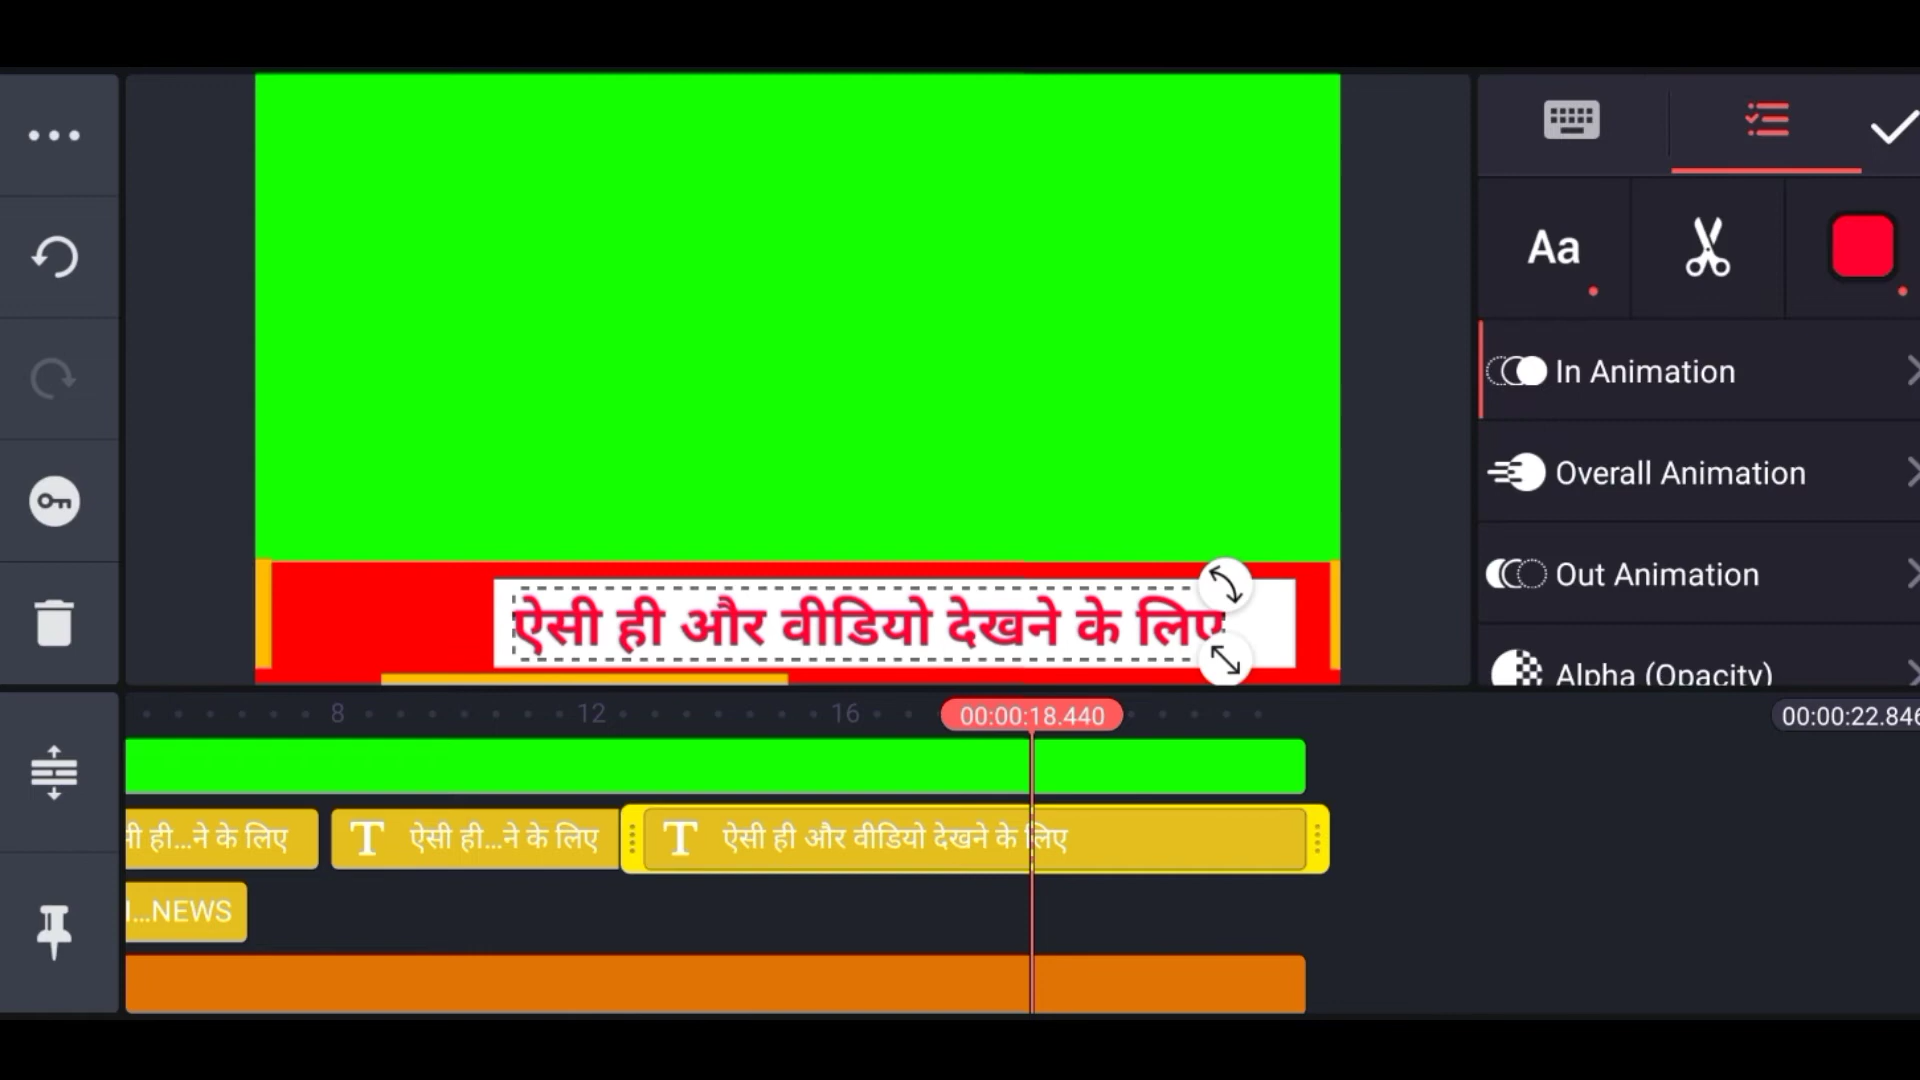 Aa
In Animation
Overall Animation
Out Animation
Alpha (Opacity)
ऐसी ही और वीडियो देखने के लिए
8 12 16 00:00:18.440 00:00:22.846
ी ही...ने के लिए
T ऐसी ही...ने के लिए
T ऐसी ही और वीडियो देखने के लिए
...NEWS